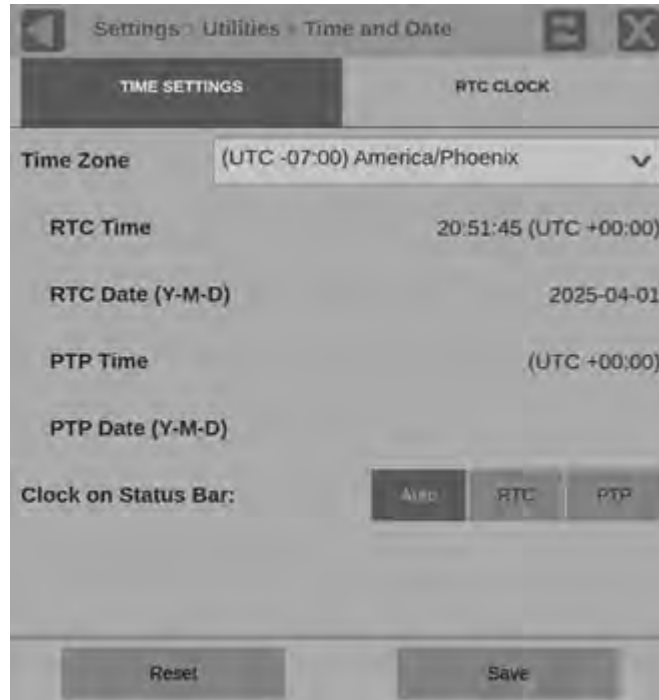 Settings > Utilities > Time and Date
TIME SETTINGS
RTC CLOCK
Time Zone
(UTC -07:00) America/Phoenix
RTC Time
20:51:45 (UTC +00:00)
RTC Date (Y-M-D)
2025-04-01
PTP Time
(UTC +00:00)
PTP Date (Y-M-D)
Clock on Status Bar:
Auto
RTC
PTP
Reset
Save